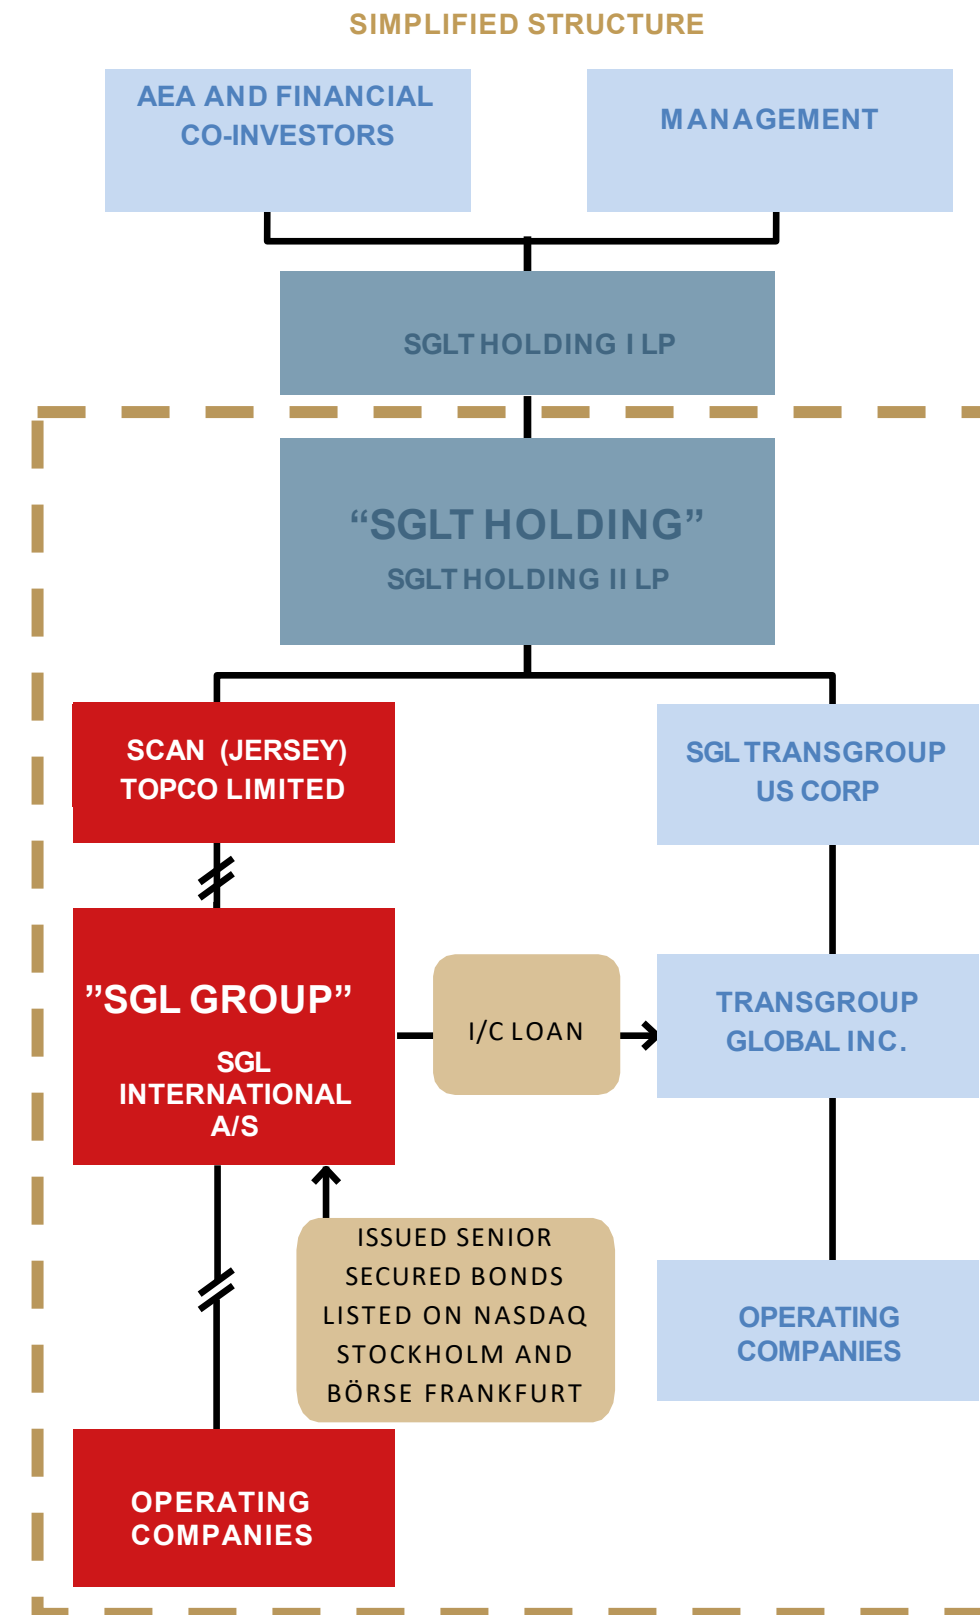 SIMPLIFIED STRUCTURE
AEA AND FINANCIAL
CO-INVESTORS
MANAGEMENT
SGLT HOLDING I LP
“SGLT HOLDING”
SGLT HOLDING II LP
SCAN (JERSEY)
TOPCO LIMITED
SGL TRANSGROUP
US CORP
”SGL GROUP”
SGL
INTERNATIONAL
A/S
I/C LOAN
TRANSGROUP
GLOBAL INC.
ISSUED SENIOR
SECURED BONDS
LISTED ON NASDAQ
STOCKHOLM AND
BÖRSE FRANKFURT
OPERATING
COMPANIES
OPERATING
COMPANIES